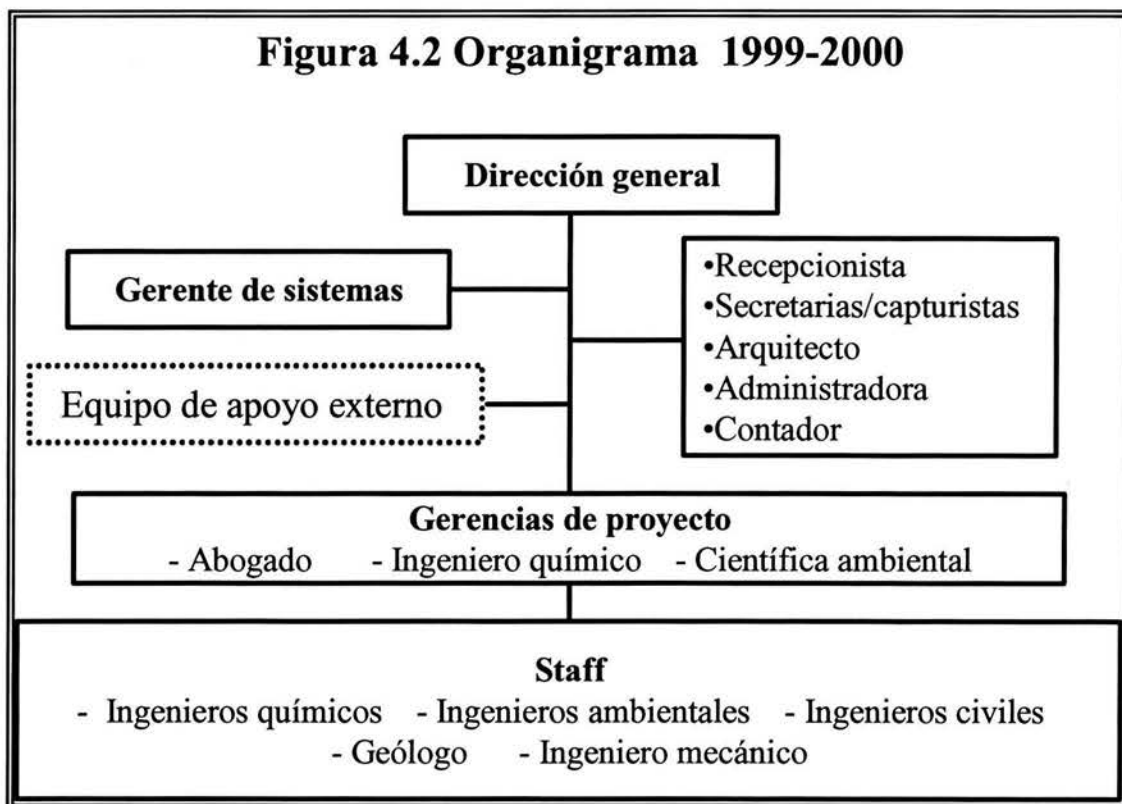 Figura 4.2 Organigrama 1999-2000
Dirección general
Gerente de sistemas
•Recepcionista
•Secretarias/capturistas
•Arquitecto
•Administradora
•Contador
Equipo de apoyo externo
Gerencias de proyecto
- Abogado - Ingeniero químico - Científica ambiental
Staff
- Ingenieros químicos - Ingenieros ambientales - Ingenieros civiles
- Geólogo - Ingeniero mecánico